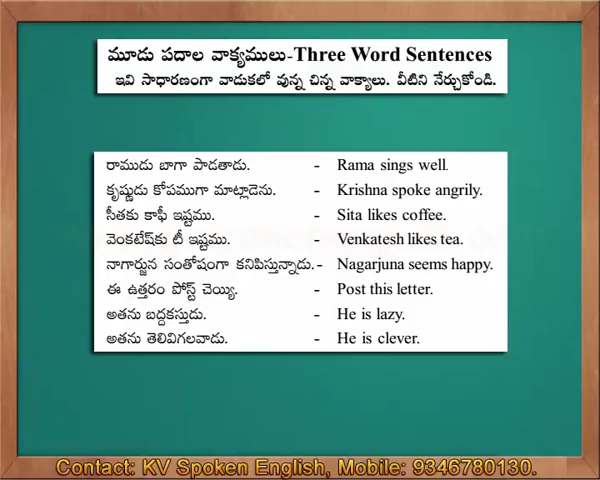 మూడు పదాల వాక్యములు-Three Word Sentences
ఇవి సాధారణంగా వాడుకలో వున్న చిన్న వాక్యాలు. వీటిని నేర్చుకోండి.
రాముడు బాగా పాడతాడు. - Rama sings well.
కృష్ణుడు కోపముగా మాట్లాడెను. - Krishna spoke angrily.
సీతకు కాఫీ ఇష్టము. - Sita likes coffee.
వెంకటేష్‌కు టీ ఇష్టము. - Venkatesh likes tea.
నాగార్జున సంతోషంగా కనిపిస్తున్నాడు. - Nagarjuna seems happy.
ఈ ఉత్తరం పోస్ట్ చెయ్యి. - Post this letter.
అతను బద్దకస్తుడు. - He is lazy.
అతను తెలివిగలవాడు. - He is clever.
Contact: KV Spoken English, Mobile: 9346780130.